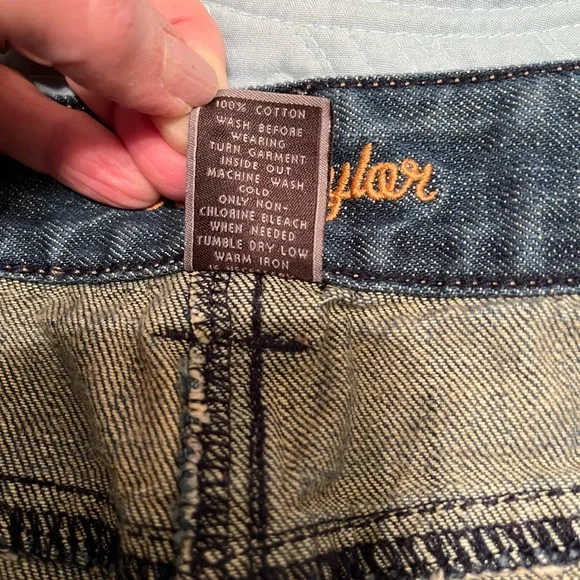 100% COTTON
WASH BEFORE
WEARING
TURN GARMENT
INSIDE OUT
MACHINE WASH
COLD
ONLY NON-
CHLORINE BLEACH
WHEN NEEDED
TUMBLE DRY LOW
WARM IRON
ylor